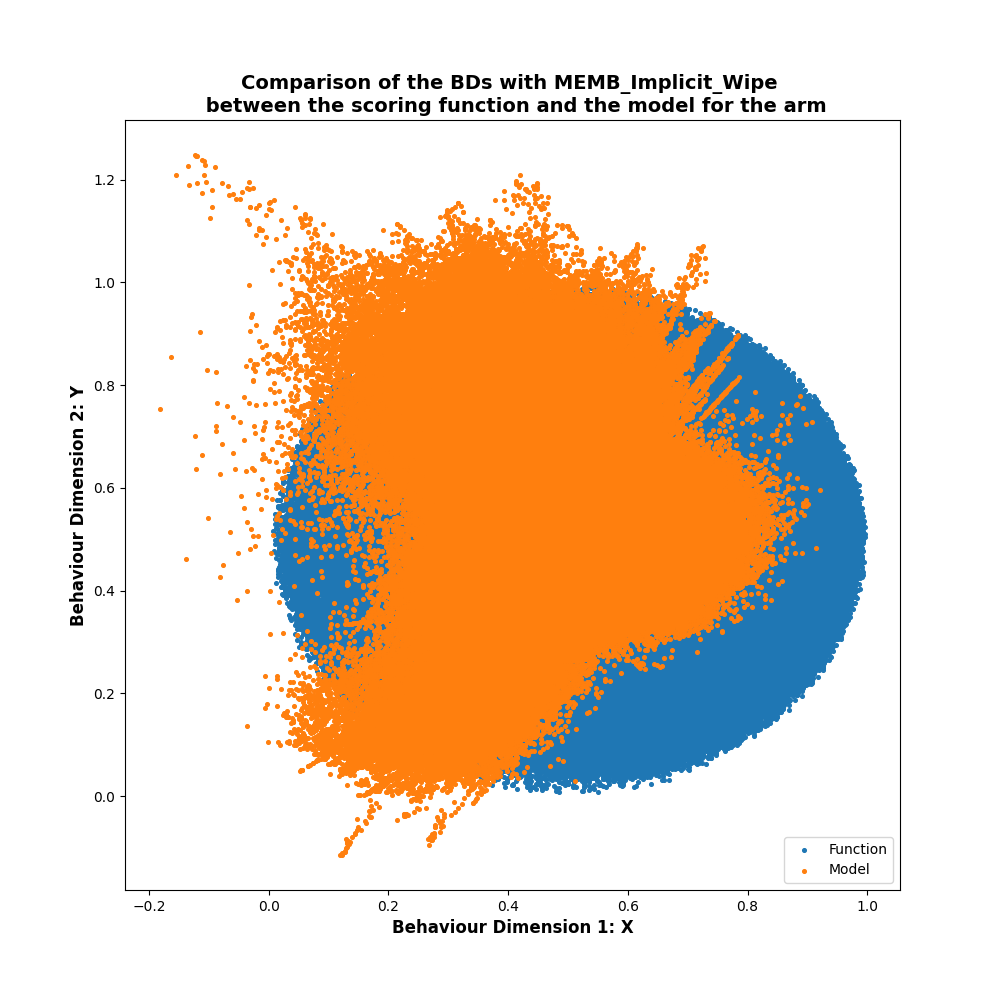 Comparison of the BDs with MEMB_Implicit_Wipe
between the scoring function and the model for the arm
Behaviour Dimension 2: Y
1.2
1.0
0.8
0.6
0.4
0.2
0.0
−0.2
0.0
0.2
0.4
0.6
0.8
1.0
Behaviour Dimension 1: X
Function
Model